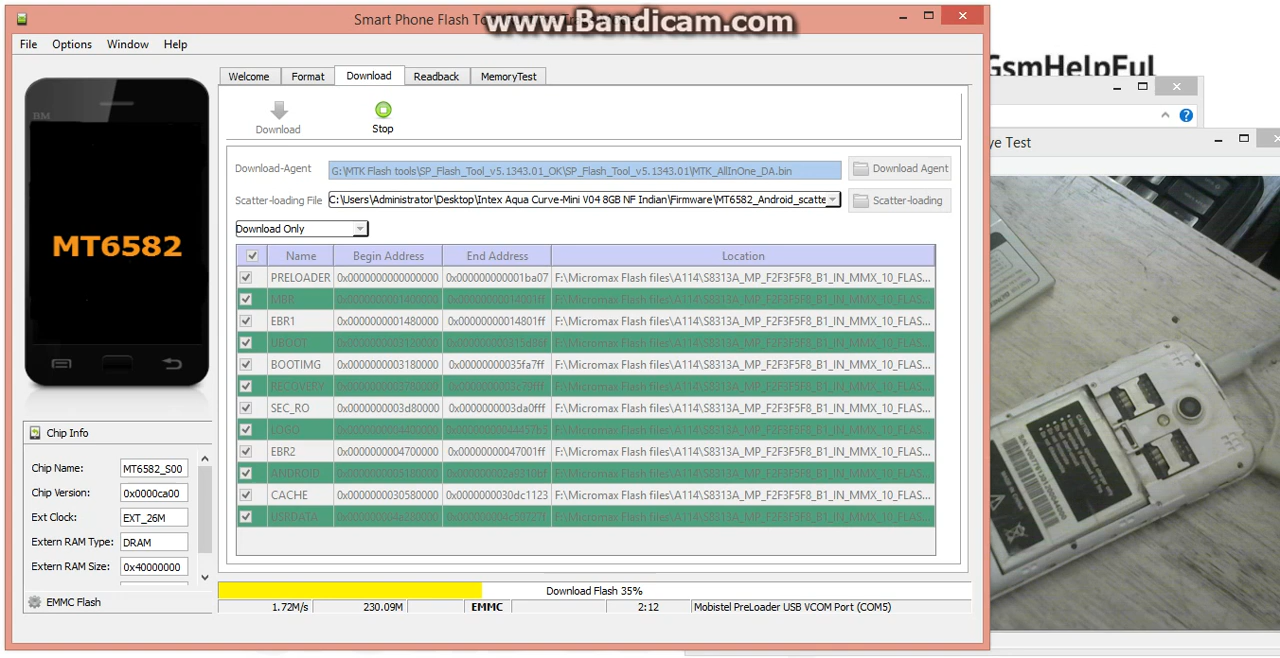 Smart Phone Flash To
www.Bandicam.com
File Options Window Help
GsmHelpFul
Welcome Format Download Readback MemoryTest
Download Stop
ye Test
BM
MT6582
Download-Agent G:\MTK Flash tools\SP_Flash_Tool_v5.1343.01_OK\SP_Flash_Tool_v5.1343.01\MTK_AllInOne_DA.bin Download Agent
Scatter-loading File C:\Users\Administrator\Desktop\Intex Aqua Curve-Mini V04 8GB NF Indian\Firmware\MT6582_Android_scatte Scatter-loading
Download Only
Name Begin Address End Address Location
PRELOADER 0x0000000000000000 0x000000000001ba07 F:\Micromax Flash files\A114\S8313A_MP_F2F3F5F8_B1_IN_MMX_10_FLAS...
MBR 0x0000000001400000 0x00000000014001ff F:\Micromax Flash files\A114\S8313A_MP_F2F3F5F8_B1_IN_MMX_10_FLAS...
EBR1 0x0000000001480000 0x00000000014801ff F:\Micromax Flash files\A114\S8313A_MP_F2F3F5F8_B1_IN_MMX_10_FLAS...
UBOOT 0x0000000003120000 F:\Micromax Flash files\A114\S8313A_MP_F2F3F5F8_B1_IN_MMX_10_FLAS...
BOOTIMG 0x0000000003180000 0x00000000035fa7ff F:\Micromax Flash files\A114\S8313A_MP_F2F3F5F8_B1_IN_MMX_10_FLAS...
RECOVERY 0x0000000003780000 F:\Micromax Flash files\A114\S8313A_MP_F2F3F5F8_B1_IN_MMX_10_FLAS...
SEC_RO 0x0000000003d80000 0x0000000003da0fff F:\Micromax Flash files\A114\S8313A_MP_F2F3F5F8_B1_IN_MMX_10_FLAS...
LOGO 0x0000000004400000 F:\Micromax Flash files\A114\S8313A_MP_F2F3F5F8_B1_IN_MMX_10_FLAS...
EBR2 0x0000000004700000 0x00000000047001ff F:\Micromax Flash files\A114\S8313A_MP_F2F3F5F8_B1_IN_MMX_10_FLAS...
ANDROID 0x0000000005180000 F:\Micromax Flash files\A114\S8313A_MP_F2F3F5F8_B1_IN_MMX_10_FLAS...
CACHE 0x0000000030580000 0x0000000030dc1123 F:\Micromax Flash files\A114\S8313A_MP_F2F3F5F8_B1_IN_MMX_10_FLAS...
USRDATA F:\Micromax Flash files\A114\S8313A_MP_F2F3F5F8_B1_IN_MMX_10_FLAS...
Chip Info
Chip Name: MT6582_S00
Chip Version: 0x0000ca00
Ext Clock: EXT_26M
Extern RAM Type: DRAM
Extern RAM Size: 0x40000000
EMMC Flash
Download Flash 35%
1.72M/s 230.09M EMMC 2:12 Mobistel PreLoader USB VCOM Port (COM5)